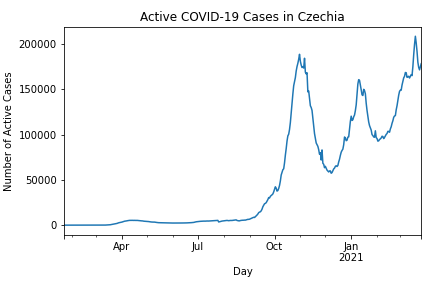 Active COVID-19 Cases in Czechia
Number of Active Cases
200000
150000
100000
50000
0
Apr
Jul
Oct
Jan
2021
Day